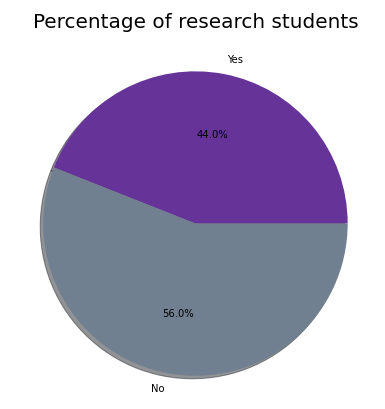 Percentage of research students
Yes
44.0%
56.0%
No